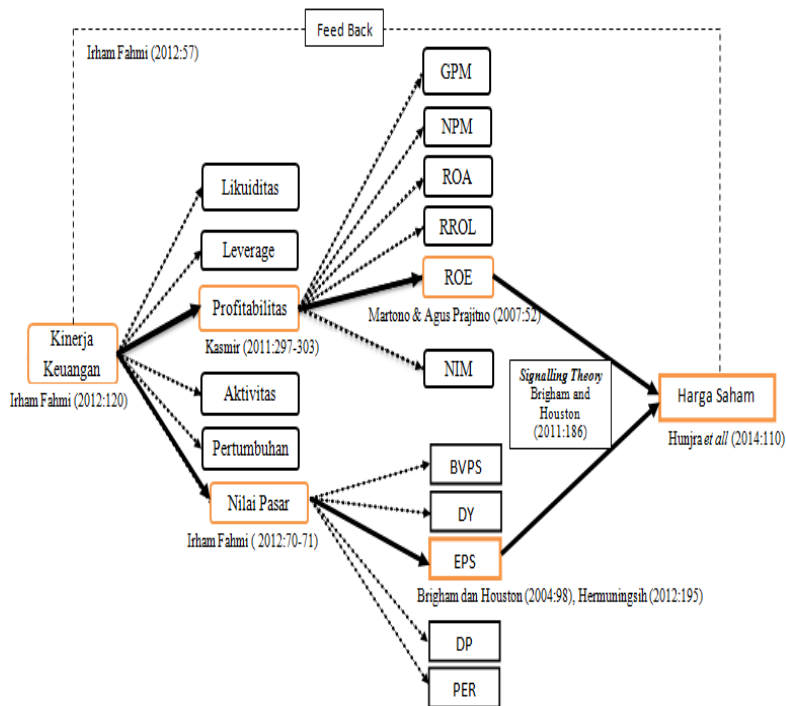 Feed Back
Irham Fahmi (2012:57)
GPM
NPM
Likuiditas
ROA
Leverage
RROL
Profitabilitas
ROE
Kasmir (2011:297-303)
Martono & Agus Prajitno (2007:52)
Kinerja
Keuangan
Irham Fahmi (2012:120)
NIM
Signalling Theory
Brigham and
Houston
(2011:186)
Harga Saham
Hunjra et all (2014:110)
Aktivitas
Pertumbuhan
BVPS
Nilai Pasar
DY
Irham Fahmi ( 2012:70-71)
EPS
Brigham dan Houston (2004:98), Hermuningsih (2012:195)
DP
PER